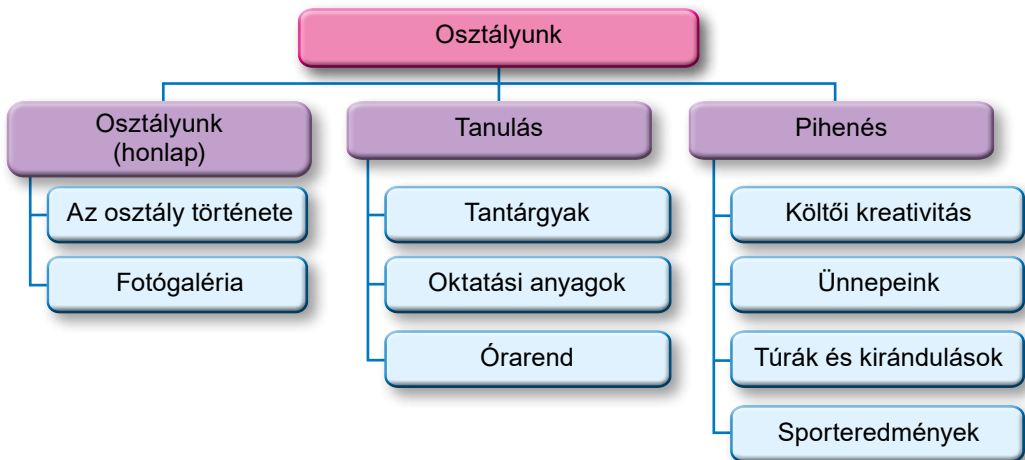 Osztályunk
Osztályunk
(honlap)
Az osztály története
Fotógaléria
Tanulás
Tantárgyak
Oktatási anyagok
Órarend
Pihenés
Költői kreativitás
Ünnepeink
Túrák és kirándulások
Sporteredmények